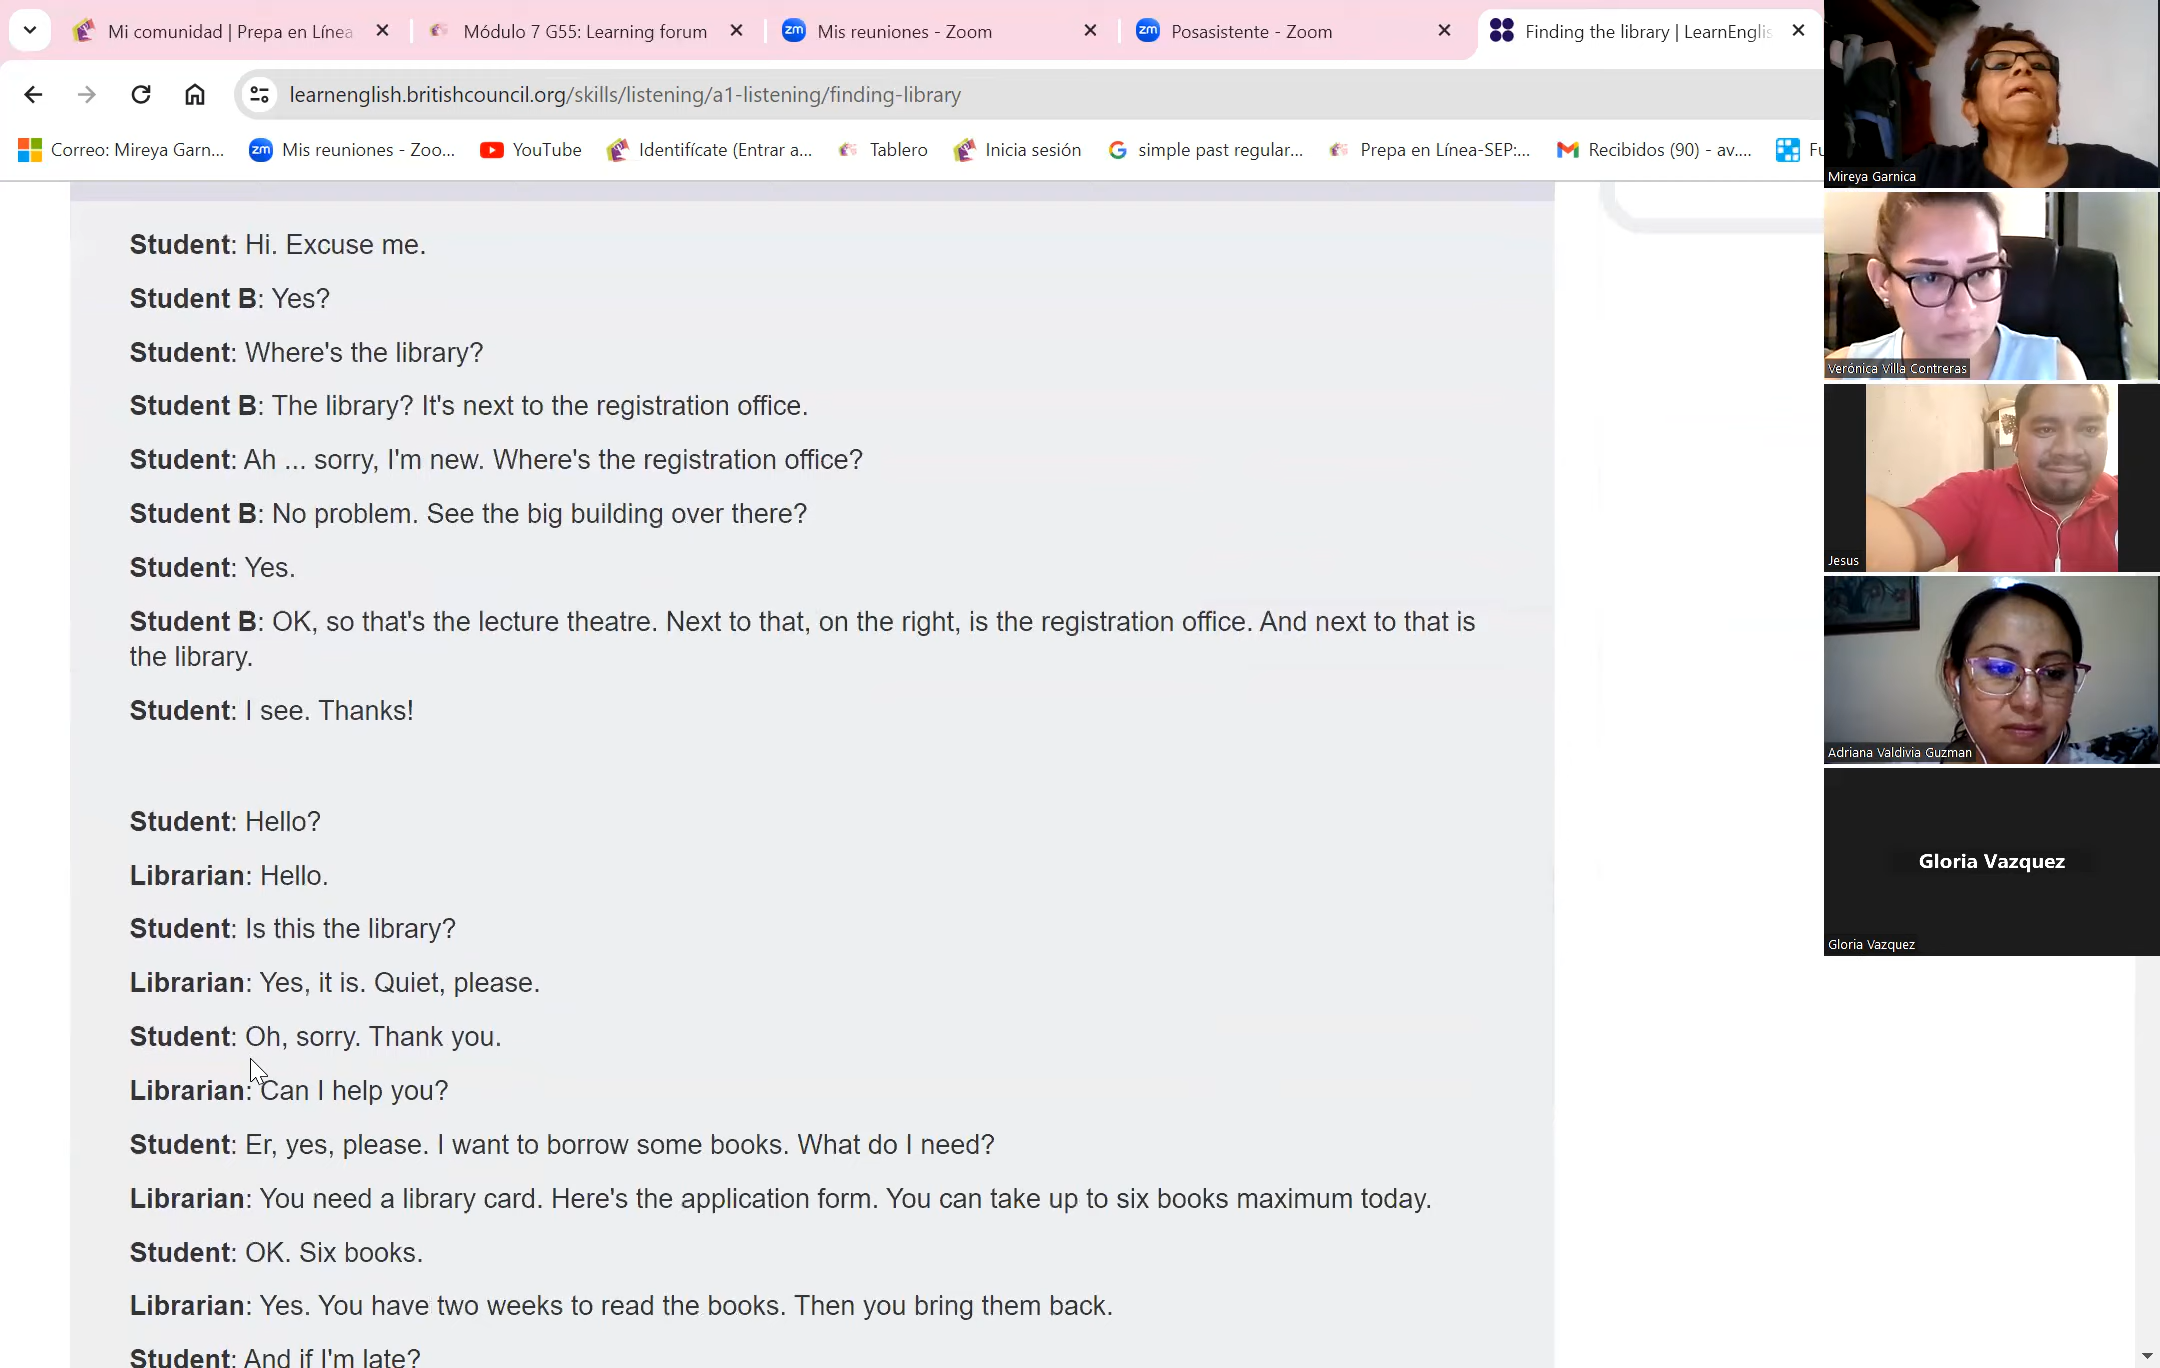 Mi comunidad | Prepa en Línea
Módulo 7 G55: Learning forum
Mis reuniones - Zoom
Posasistente - Zoom
Finding the library | LearnEnglis
learnenglish.britishcouncil.org/skills/listening/a1-listening/finding-library
Correo: Mireya Garn...
Mis reuniones - Zoo...
YouTube
Identifícate (Entrar a...
Tablero
Inicia sesión
simple past regular...
Prepa en Línea-SEP:...
Recibidos (90) - av....
Fu
Student: Hi. Excuse me.
Student B: Yes?
Student: Where's the library?
Student B: The library? It's next to the registration office.
Student: Ah ... sorry, I'm new. Where's the registration office?
Student B: No problem. See the big building over there?
Student: Yes.
Student B: OK, so that's the lecture theatre. Next to that, on the right, is the registration office. And next to that is
the library.
Student: I see. Thanks!
Student: Hello?
Librarian: Hello.
Student: Is this the library?
Librarian: Yes, it is. Quiet, please.
Student: Oh, sorry. Thank you.
Librarian: Can I help you?
Student: Er, yes, please. I want to borrow some books. What do I need?
Librarian: You need a library card. Here's the application form. You can take up to six books maximum today.
Student: OK. Six books.
Librarian: Yes. You have two weeks to read the books. Then you bring them back.
Student: And if I'm late?
Mireya Garnica
Verónica Villa Contreras
Jesus
Adriana Valdivia Guzman
Gloria Vazquez
Gloria Vazquez